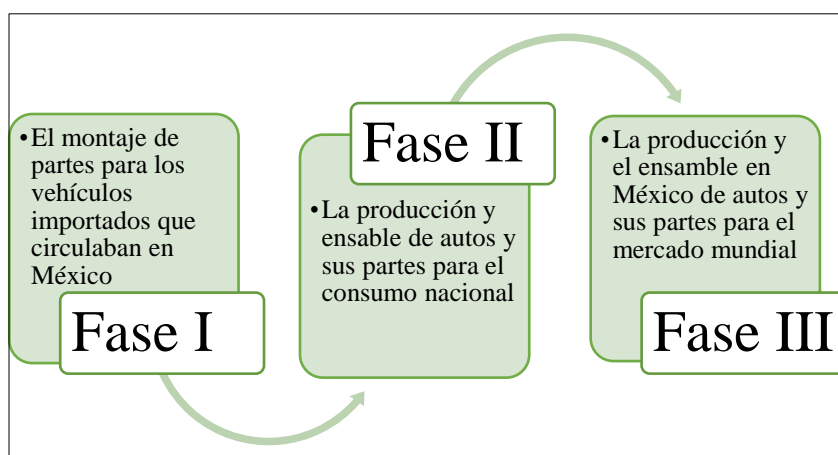 •El montaje de
partes para los
vehículos
importados que
circulaban en
México
Fase I
Fase II
•La producción y
ensable de autos y
sus partes para el
consumo nacional
•La producción y
el ensamble en
México de autos y
sus partes para el
mercado mundial
Fase III